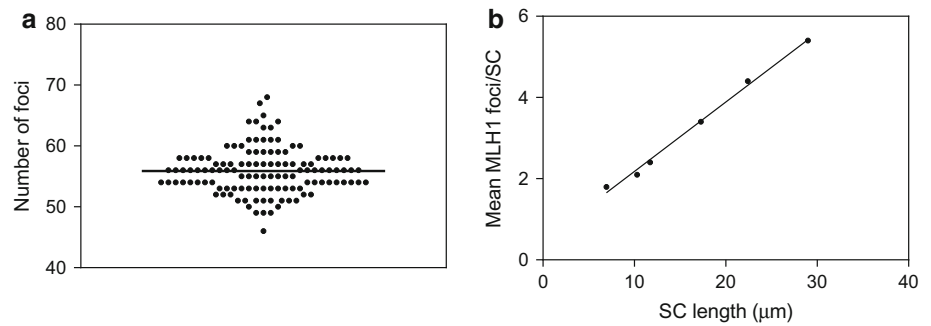 a
80
70
60
50
40
Number of foci
b
6
4
2
0
Mean MLH1 foci/SC
0 10 20 30 40
SC length (μm)